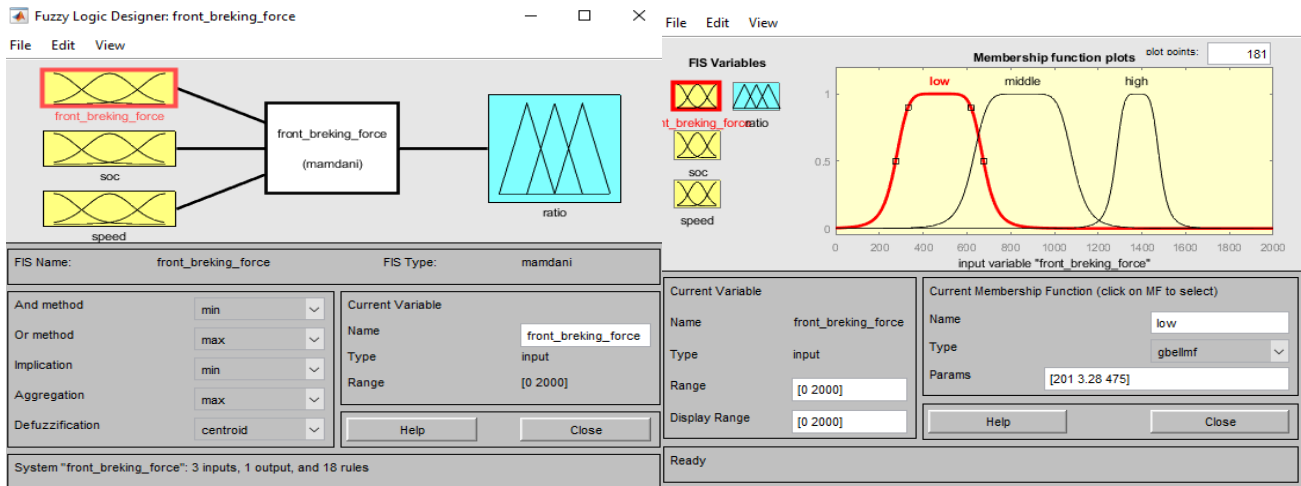 Fuzzy Logic Designer: front_breking_force
File Edit View
front_breking_force
soc
speed
front_breking_force
(mamdani)
ratio
FIS Name: front_breking_force FIS Type: mamdani
And method min
Or method max
Implication min
Aggregation max
Defuzzification centroid
Current Variable
Name front_breking_force
Type input
Range [0 2000]
Help Close
System "front_breking_force": 3 inputs, 1 output, and 18 rules
File Edit View
FIS Variables
ratio
soc
speed
Membership function plots plot points: 181
low middle high
1
0.5
0
0 200 400 600 800 1000 1200 1400 1600 1800 2000
input variable "front_breking_force"
Current Variable
Name front_breking_force
Type input
Range [0 2000]
Display Range [0 2000]
Current Membership Function (click on MF to select)
Name low
Type gbellmf
Params [201 3.28 475]
Help Close
Ready